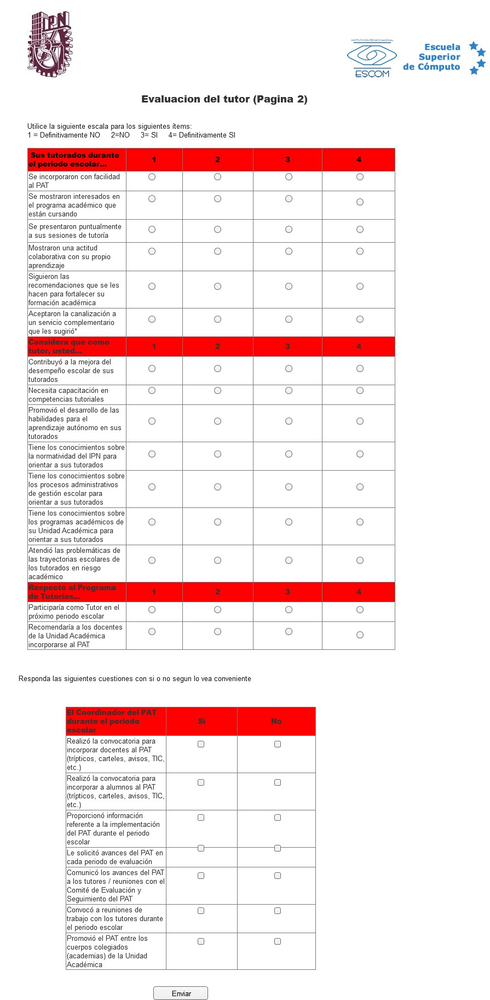 IPN
INSTITUTO POLITÉCNICO NACIONAL
ESCOM
Escuela
Superior
de Cómputo
Evaluacion del tutor (Pagina 2)
Utilice la siguiente escala para los siguientes ítems:
1 = Definitivamente NO 2=NO 3= SI 4= Definitivamente SI
Sus tutorados durante
el periodo escolar... 1 2 3 4
Se incorporaron con facilidad
al PAT
Se mostraron interesados en
el programa académico que
están cursando
Se presentaron puntualmente
a sus sesiones de tutoría
Mostraron una actitud
colaborativa con su propio
aprendizaje
Siguieron las
recomendaciones que se les
hacen para fortalecer su
formación académica
Aceptaron la canalización a
un servicio complementario
que les sugirió*
Considera que como
tutor, usted... 1 2 3 4
Contribuyó a la mejora del
desempeño escolar de sus
tutorados
Necesita capacitación en
competencias tutoriales
Promovió el desarrollo de las
habilidades para el
aprendizaje autónomo en sus
tutorados
Tiene los conocimientos sobre
la normatividad del IPN para
orientar a sus tutorados
Tiene los conocimientos sobre
los procesos administrativos
de gestión escolar para
orientar a sus tutorados
Tiene los conocimientos sobre
los programas académicos de
su Unidad Académica para
orientar a sus tutorados
Atendió las problemáticas de
las trayectorias escolares de
los tutorados en riesgo
académico
Respecto al Programa
de Tutorías... 1 2 3 4
Participaría como Tutor en el
próximo periodo escolar
Recomendaría a los docentes
de la Unidad Académica
incorporarse al PAT
Responda las siguientes cuestiones con si o no segun lo vea conveniente
El Coordinador del PAT
durante el periodo
escolar Si No
Realizó la convocatoria para
incorporar docentes al PAT
(trípticos, carteles, avisos, TIC,
etc.)
Realizó la convocatoria para
incorporar a alumnos al PAT
(trípticos, carteles, avisos, TIC,
etc.)
Proporcionó información
referente a la implementación
del PAT durante el periodo
escolar
Le solicitó avances del PAT en
cada periodo de evaluación
Comunicó los avances del PAT
a los tutores / reuniones con el
Comité de Evaluación y
Seguimiento del PAT
Convocó a reuniones de
trabajo con los tutores durante
el periodo escolar
Promovió el PAT entre los
cuerpos colegiados
(academias) de la Unidad
Académica
Enviar